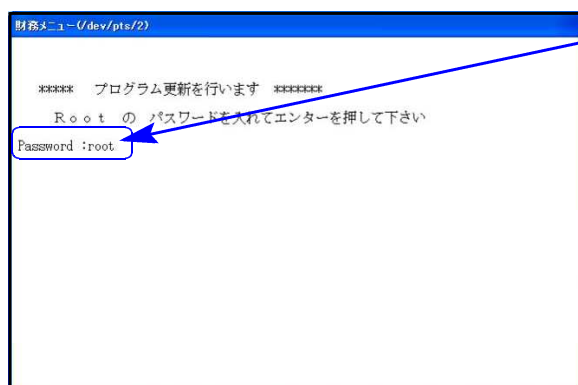 財務メニュー(/dev/pts/2)
***** プログラム更新を行います *******
Ｒｏｏｔ の パスワードを入れてエンターを押して下さい
Password :root